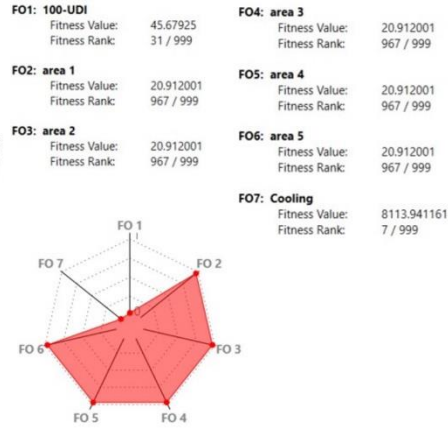 FO1: 100-UDI
Fitness Value: 45.67925
Fitness Rank: 31 / 999
FO2: area 1
Fitness Value: 20.912001
Fitness Rank: 967 / 999
FO3: area 2
Fitness Value: 20.912001
Fitness Rank: 967 / 999
FO4: area 3
Fitness Value: 20.912001
Fitness Rank: 967 / 999
FO5: area 4
Fitness Value: 20.912001
Fitness Rank: 967 / 999
FO6: area 5
Fitness Value: 20.912001
Fitness Rank: 967 / 999
FO7: Cooling
Fitness Value: 8113.941161
Fitness Rank: 7 / 999
FO 1
1
FO 7
FO 2
0
FO 6
FO 3
FO 5
FO 4